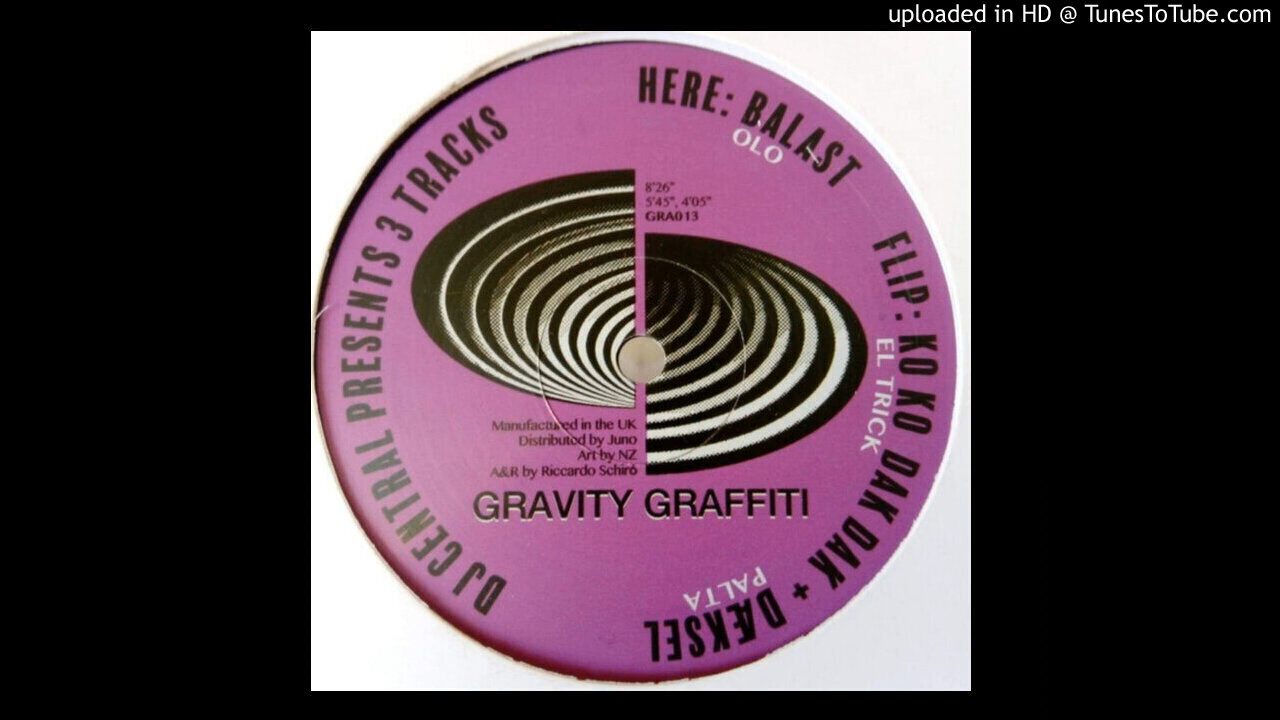 uploaded in HD @ TunesToTube.com
DJ CENTRAL PRESENTS 3 TRACKS
HERE: BALAST
OLO
FLIP: KO KO DAK DAK + DÆKSEL
EL TRICK
PALTA
8'26"
5'45", 4'05"
GRA013
Manufactured in the UK
Distributed by Juno
Art by NZ
A&R by Riccardo Schiró
GRAVITY GRAFFITI